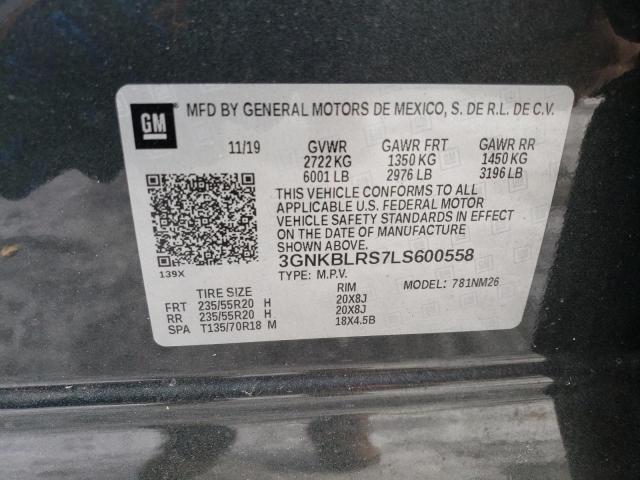 GM
MFD BY GENERAL MOTORS DE MEXICO, S. DE R.L. DE C.V.
11/19 GVWR GAWR FRT GAWR RR
2722 KG 1350 KG 1450 KG
6001 LB 2976 LB 3196 LB
THIS VEHICLE CONFORMS TO ALL
APPLICABLE U.S. FEDERAL MOTOR
VEHICLE SAFETY STANDARDS IN EFFECT
ON THE DATE OF MANUFACTURE
SHOWN ABOVE.
139X
3GNKBLRS7LS600558
TYPE: M.P.V. MODEL: 781NM26
TIRE SIZE RIM
FRT 235/55R20 H 20X8J
RR 235/55R20 H 20X8J
SPA T135/70R18 M 18X4.5B